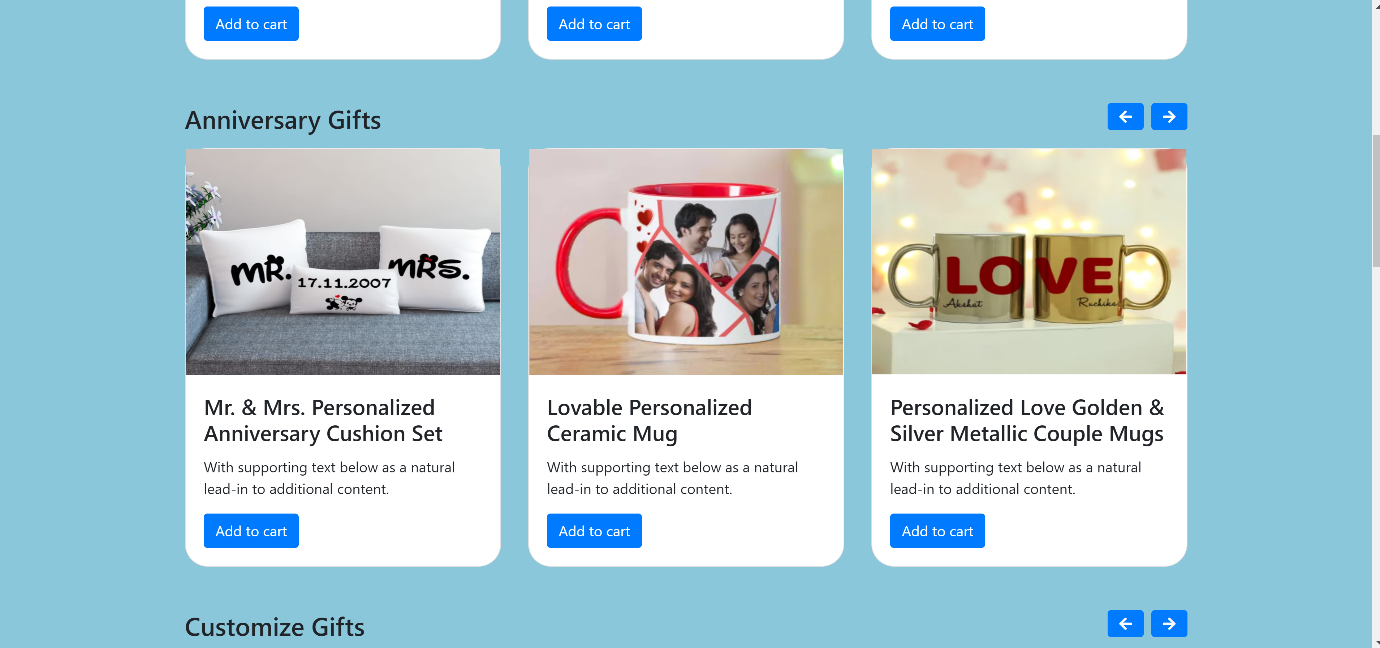 Add to cart Add to cart Add to cart
Anniversary Gifts
MR. MRS.
17.11.2007
LOVE
Akshat Ruchika
Mr. & Mrs. Personalized
Anniversary Cushion Set
With supporting text below as a natural
lead-in to additional content.
Add to cart
Lovable Personalized
Ceramic Mug
With supporting text below as a natural
lead-in to additional content.
Add to cart
Personalized Love Golden &
Silver Metallic Couple Mugs
With supporting text below as a natural
lead-in to additional content.
Add to cart
Customize Gifts